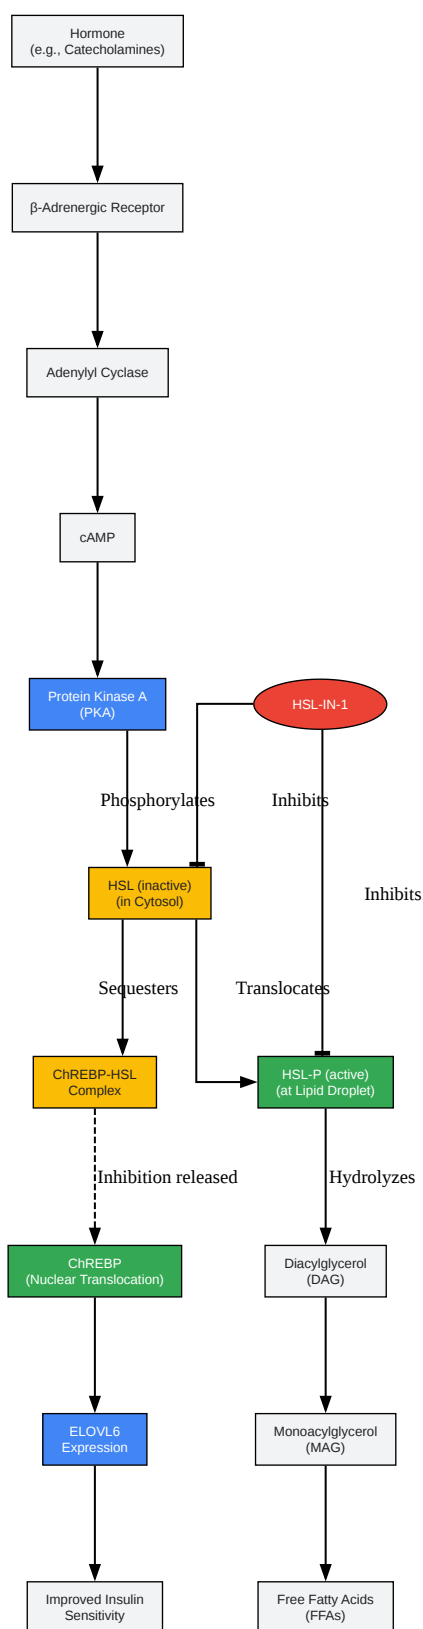 Hormone
(e.g., Catecholamines)
β-Adrenergic Receptor
Adenylyl Cyclase
cAMP
Protein Kinase A
(PKA)
HSL-IN-1
Phosphorylates
Inhibits
HSL (inactive)
(in Cytosol)
Inhibits
Sequesters
Translocates
ChREBP-HSL
Complex
HSL-P (active)
(at Lipid Droplet)
Inhibition released
Hydrolyzes
ChREBP
(Nuclear Translocation)
Diacylglycerol
(DAG)
ELOVL6
Expression
Monoacylglycerol
(MAG)
Improved Insulin
Sensitivity
Free Fatty Acids
(FFAs)